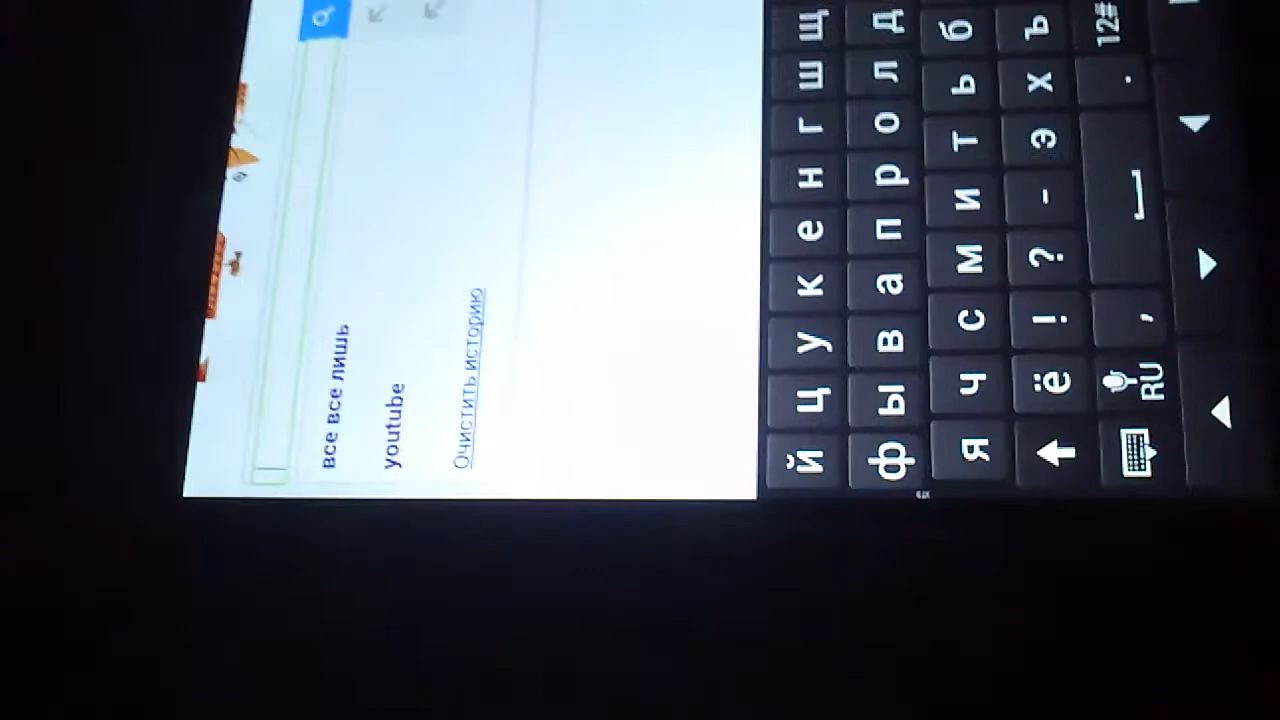 все все лишь
youtube
Очистить историю
й ц у к е н г ш щ
ф ы в а п р о л д
я ч с м и т ь б
ё ! ? - э х ъ
RU , . 12#